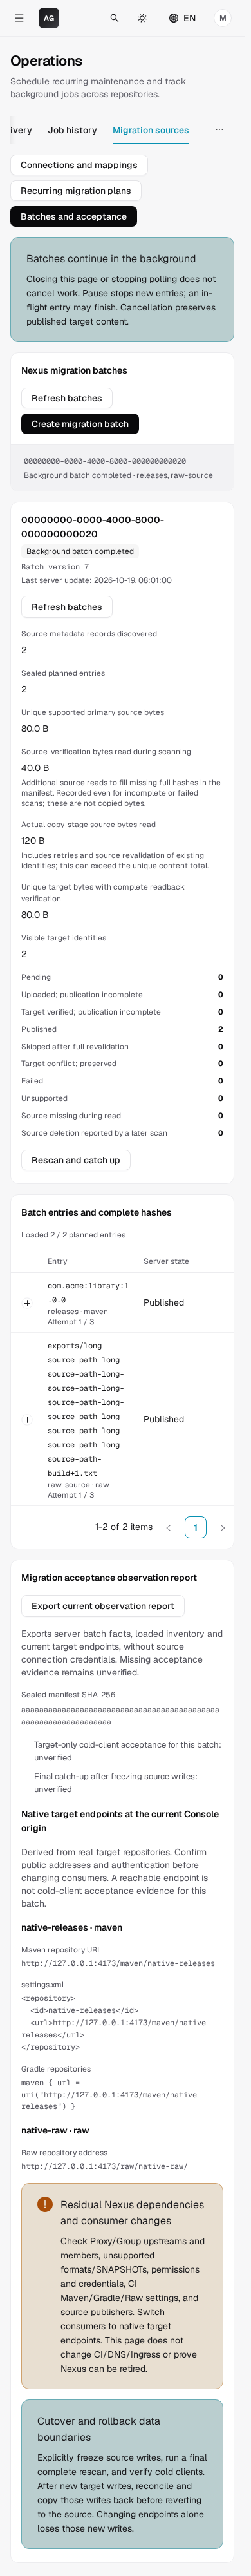 AG
EN
M
Operations
Schedule recurring maintenance and track
background jobs across repositories.
ivery
Job history
Migration sources
...
Connections and mappings
Recurring migration plans
Batches and acceptance
Batches continue in the background
Closing this page or stopping polling does not
cancel work. Pause stops new entries; an in-
flight entry may finish. Cancellation preserves
published target content.
Nexus migration batches
Refresh batches
Create migration batch
00000000-0000-4000-8000-000000000020
Background batch completed · releases, raw-source
00000000-0000-4000-8000-
000000000020
Background batch completed
Batch version 7
Last server update: 2026-10-19, 08:01:00
Refresh batches
Source metadata records discovered
2
Sealed planned entries
2
Unique supported primary source bytes
80.0 B
Source-verification bytes read during scanning
40.0 B
Additional source reads to fill missing full hashes in the
manifest. Recorded even for incomplete or failed
scans; these are not copied bytes.
Actual copy-stage source bytes read
120 B
Includes retries and source revalidation of existing
identities; this can exceed the unique content total.
Unique target bytes with complete readback
verification
80.0 B
Visible target identities
2
Pending 0
Uploaded; publication incomplete 0
Target verified; publication incomplete 0
Published 2
Skipped after full revalidation 0
Target conflict; preserved 0
Failed 0
Unsupported 0
Source missing during read 0
Source deletion reported by a later scan 0
Rescan and catch up
Batch entries and complete hashes
Loaded 2 / 2 planned entries
Entry Server state
com.acme:library:1
.0.0
releases · maven
Attempt 1 / 3
Published
exports/long-
source-path-long-
source-path-long-
source-path-long-
source-path-long-
source-path-long-
source-path-long-
source-path-long-
source-path-
build+1.txt
raw-source · raw
Attempt 1 / 3
Published
1-2 of 2 items
1
Migration acceptance observation report
Export current observation report
Exports server batch facts, loaded inventory and
current target endpoints, without source
connection credentials. Missing acceptance
evidence remains unverified.
Sealed manifest SHA-256
aaaaaaaaaaaaaaaaaaaaaaaaaaaaaaaaaaaaaaaaaaaa
aaaaaaaaaaaaaaaaaaaa
Target-only cold-client acceptance for this batch:
unverified
Final catch-up after freezing source writes:
unverified
Native target endpoints at the current Console
origin
Derived from real target repositories. Confirm
public addresses and authentication before
changing consumers. A reachable endpoint is
not cold-client acceptance evidence for this
batch.
native-releases · maven
Maven repository URL
http://127.0.0.1:4173/maven/native-releases
settings.xml
<repository>
<id>native-releases</id>
<url>http://127.0.0.1:4173/maven/native-
releases</url>
</repository>
Gradle repositories
maven { url =
uri("http://127.0.0.1:4173/maven/native-
releases") }
native-raw · raw
Raw repository address
http://127.0.0.1:4173/raw/native-raw/
Residual Nexus dependencies
and consumer changes
Check Proxy/Group upstreams and
members, unsupported
formats/SNAPSHOTs, permissions
and credentials, CI
Maven/Gradle/Raw settings, and
source publishers. Switch
consumers to native target
endpoints. This page does not
change CI/DNS/Ingress or prove
Nexus can be retired.
Cutover and rollback data
boundaries
Explicitly freeze source writes, run a final
complete rescan, and verify cold clients.
After new target writes, reconcile and
copy those writes back before reverting
to the source. Changing endpoints alone
loses those new writes.